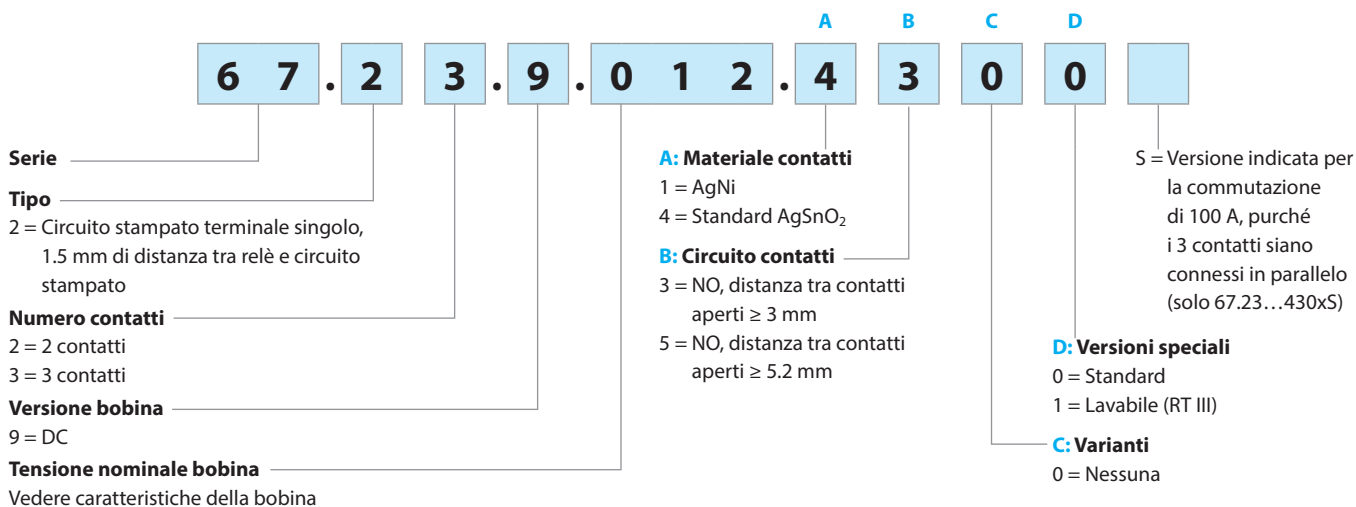 A B C D
6 7 . 2 3 . 9 . 0 1 2 . 4 3 0 0
Serie
Tipo
2 = Circuito stampato terminale singolo,
1.5 mm di distanza tra relè e circuito
stampato
Numero contatti
2 = 2 contatti
3 = 3 contatti
Versione bobina
9 = DC
Tensione nominale bobina
Vedere caratteristiche della bobina
A: Materiale contatti
1 = AgNi
4 = Standard AgSnO₂
B: Circuito contatti
3 = NO, distanza tra contatti
aperti ≥ 3 mm
5 = NO, distanza tra contatti
aperti ≥ 5.2 mm
S = Versione indicata per
la commutazione
di 100 A, purché
i 3 contatti siano
connessi in parallelo
(solo 67.23…430xS)
D: Versioni speciali
0 = Standard
1 = Lavabile (RT III)
C: Varianti
0 = Nessuna